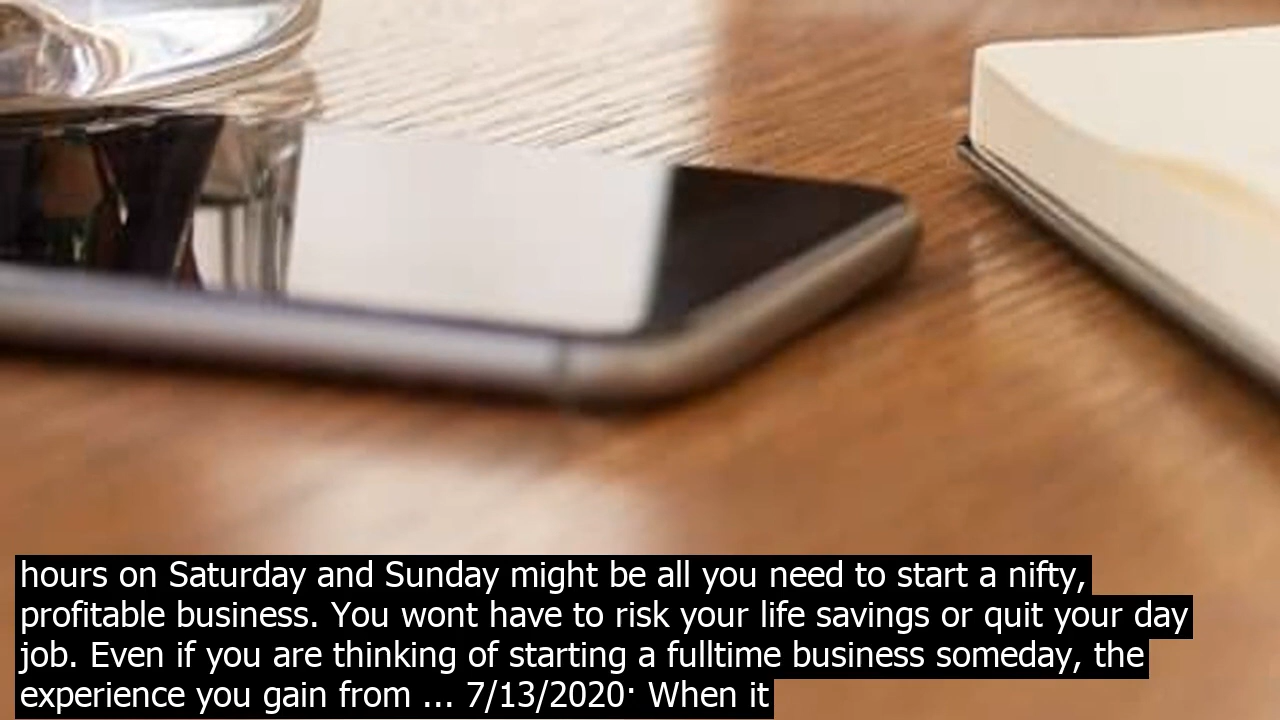 hours on Saturday and Sunday might be all you need to start a nifty,
profitable business. You wont have to risk your life savings or quit your day
job. Even if you are thinking of starting a fulltime business someday, the
experience you gain from ... 7/13/2020· When it